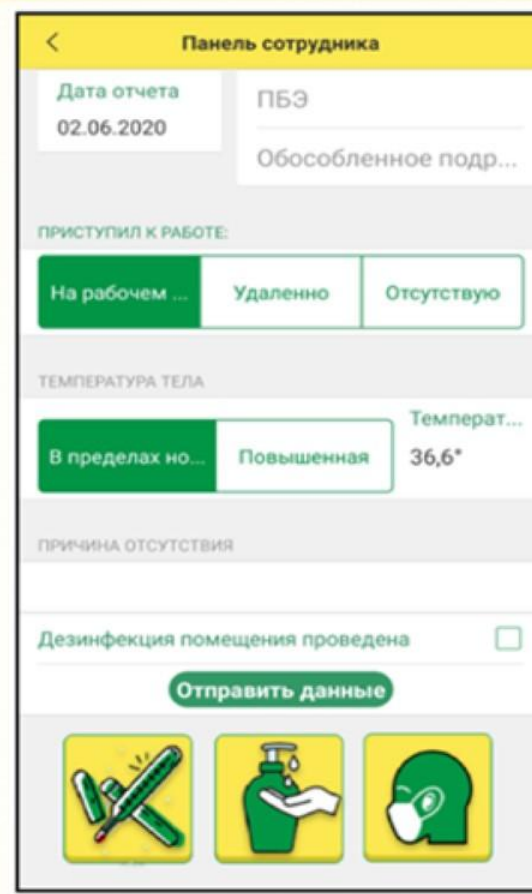 Панель сотрудника
Дата отчета
02.06.2020
ПБЭ
Обособленное подр...
ПРИСТУПИЛ К РАБОТЕ:
На рабочем ...
Удаленно
Отсутствую
ТЕМПЕРАТУРА ТЕЛА
Температ...
В пределах но...
Повышенная
36,6°
ПРИЧИНА ОТСУТСТВИЯ
Дезинфекция помещения проведена
Отправить данные